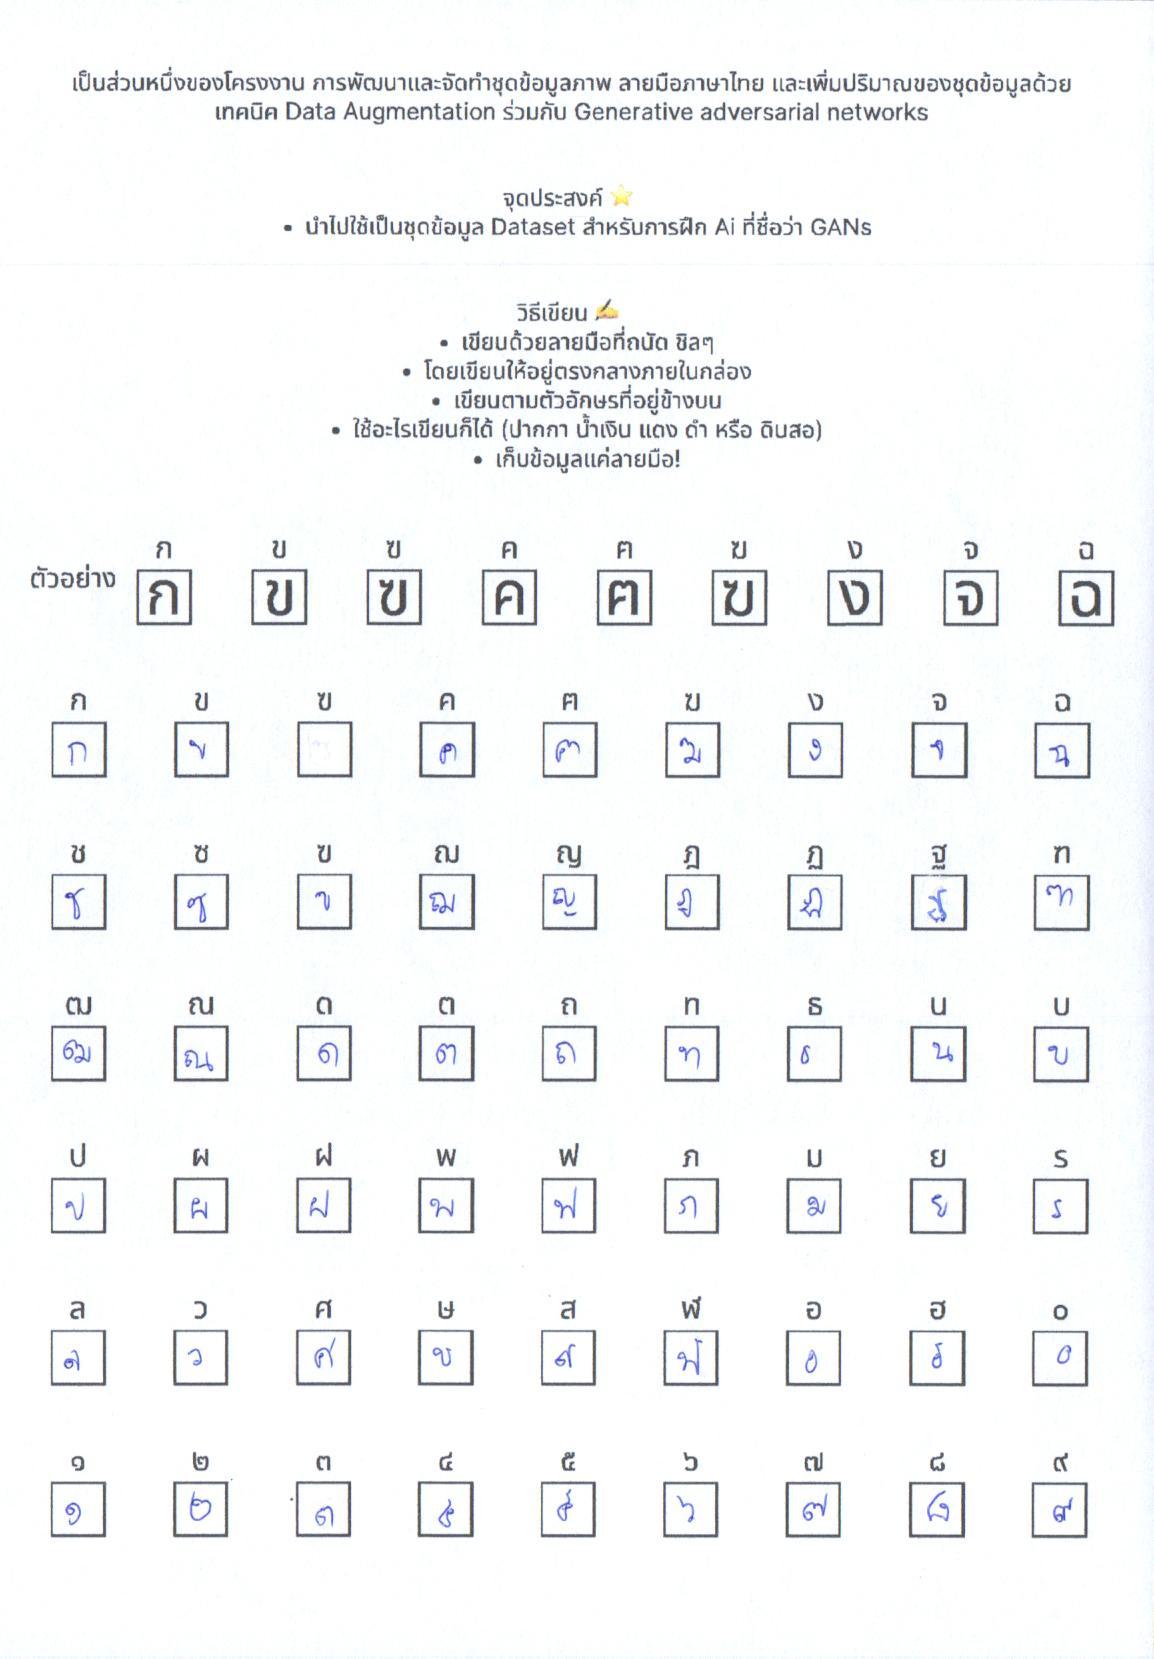 เป็นส่วนหนึ่งของโครงงาน การพัฒนาและจัดทำชุดข้อมูลภาพ ลายมือภาษาไทย และเพิ่มปริมาณของชุดข้อมูลด้วย
เทคนิค Data Augmentation ร่วมกับ Generative adversarial networks
จุดประสงค์ ⭐
• นำไปใช้เป็นชุดข้อมูล Dataset สำหรับการฝึก Ai ที่ชื่อว่า GANs
วิธีเขียน ✍️
• เขียนด้วยลายมือที่ถนัด ชิลๆ
• โดยเขียนให้อยู่ตรงกลางภายในกล่อง
• เขียนตามตัวอักษรที่อยู่ข้างบน
• ใช้อะไรเขียนก็ได้ (ปากกา น้ำเงิน แดง ดำ หรือ ดินสอ)
• เก็บข้อมูลแค่ลายมือ!
ก ข ฃ ค ฅ ฆ ง จ ฉ
ตัวอย่าง ก ข ฃ ค ฅ ฆ ง จ ฉ
ก ข ฃ ค ฅ ฆ ง จ ฉ
ก ข ค ฅ ฆ ง จ ฉ
ช ซ ฃ ฌ ญ ฎ ฏ ฐ ฑ
ช ซ ฃ ฌ ญ ฎ ฏ ฐ ฑ
ฒ ณ ด ต ถ ท ธ น บ
ฒ ณ ด ต ถ ท ธ น บ
ป ผ ฝ พ ฟ ภ ม ย ร
ป ผ ฝ พ ฟ ภ ม ย ร
ล ว ศ ษ ส ฬ อ ฮ ๐
ล ว ศ ษ ส ฬ อ ฮ ๐
๑ ๒ ๓ ๔ ๕ ๖ ๗ ๘ ๙
๑ ๒ ๓ ๔ ๕ ๖ ๗ ๘ ๙